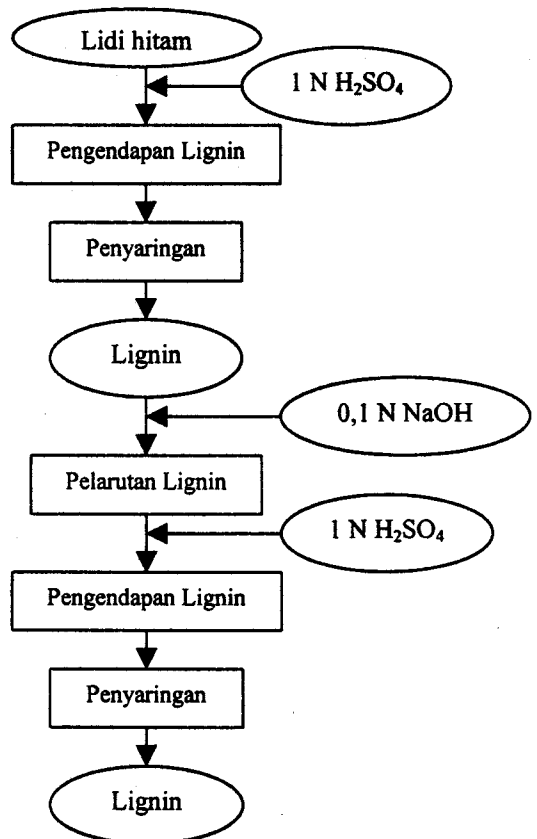 Lidi hitam
1 N H₂SO₄
Pengendapan Lignin
Penyaringan
Lignin
0,1 N NaOH
Pelarutan Lignin
1 N H₂SO₄
Pengendapan Lignin
Penyaringan
Lignin